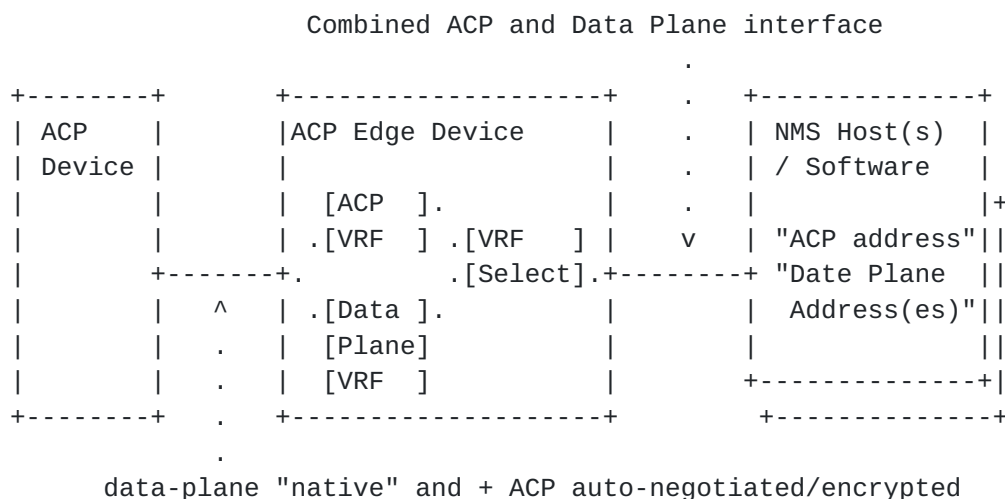 Combined ACP and Data Plane interface
.
+--------+       +--------------------+   .   +--------------+
| ACP    |       |ACP Edge Device     |   .   | NMS Host(s)  |
| Device |       |                    |   .   | / Software   |
|        |       |  [ACP  ].          |   .   |              |+
|        |       | .[VRF  ] .[VRF   ] |   v   | "ACP address"||
|        +-------+.         .[Select].+--------+ "Date Plane  ||
|        |   ^   | .[Data ].          |       |  Address(es)"||
|        |   .   |  [Plane]           |       |              ||
|        |   .   |  [VRF  ]           |       +--------------+|
+--------+   .   +--------------------+        +--------------+
.
data-plane "native" and + ACP auto-negotiated/encrypted